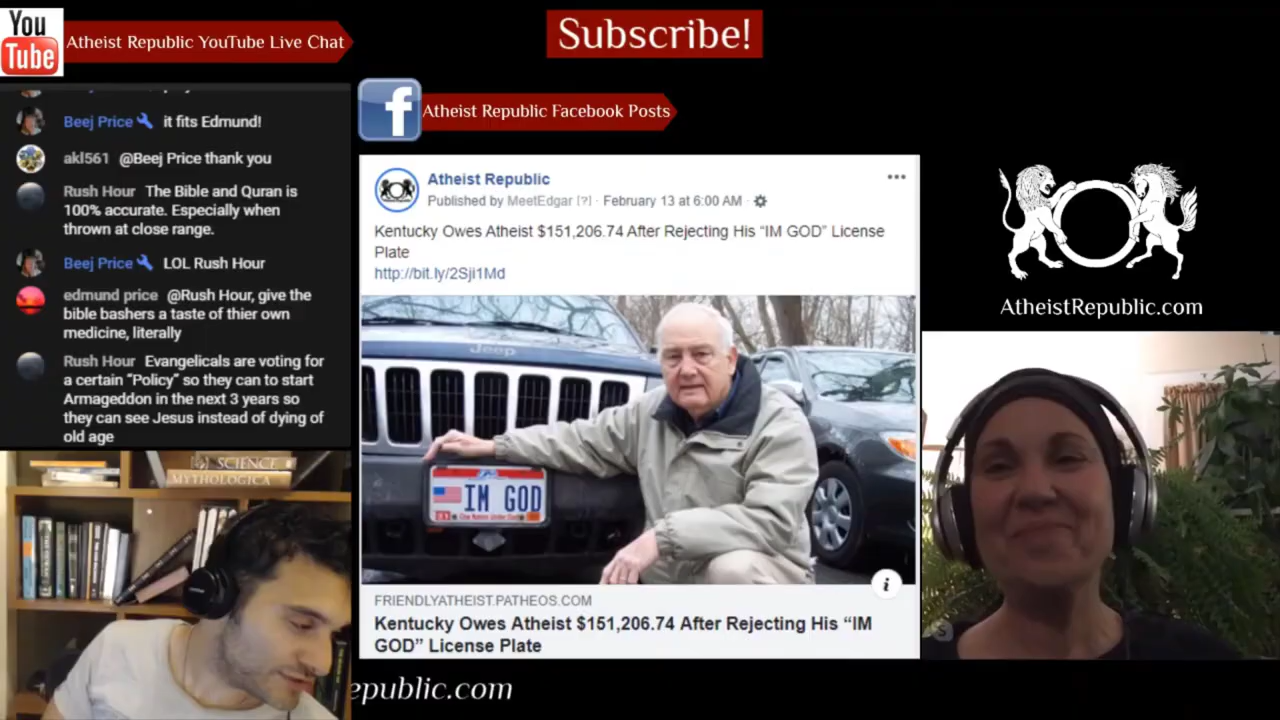 You
Tube
Atheist Republic YouTube Live Chat
Subscribe!
Beej Price it fits Edmund!
akl561 @Beej Price thank you
Rush Hour The Bible and Quran is
100% accurate. Especially when
thrown at close range.
Beej Price LOL Rush Hour
edmund price @Rush Hour, give the
bible bashers a taste of thier own
medicine, literally
Rush Hour Evangelicals are voting for
a certain “Policy” so they can to start
Armageddon in the next 3 years so
they can see Jesus instead of dying of
old age
f
Atheist Republic Facebook Posts
Atheist Republic
Published by MeetEdgar [?] · February 13 at 6:00 AM ·
Kentucky Owes Atheist $151,206.74 After Rejecting His “IM GOD” License
Plate
http://bit.ly/2Sji1Md
Jeep
IM GOD
i
FRIENDLYATHEIST.PATHEOS.COM
Kentucky Owes Atheist $151,206.74 After Rejecting His “IM
GOD” License Plate
AtheistRepublic.com
SCIENCE
MYTHOLOGICA
epublic.com